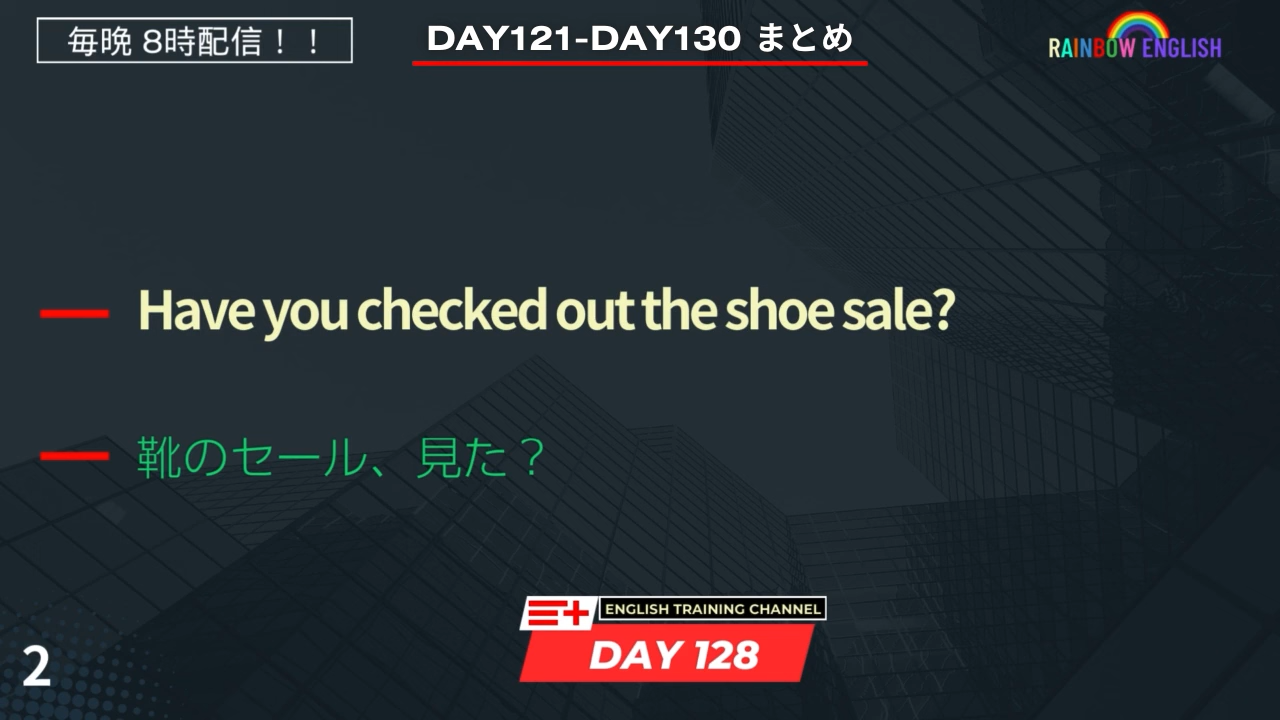 毎晩 8時配信！！
DAY121-DAY130 まとめ
RAINBOW ENGLISH
Have you checked out the shoe sale?
靴のセール、見た？
ENGLISH TRAINING CHANNEL
DAY 128
2